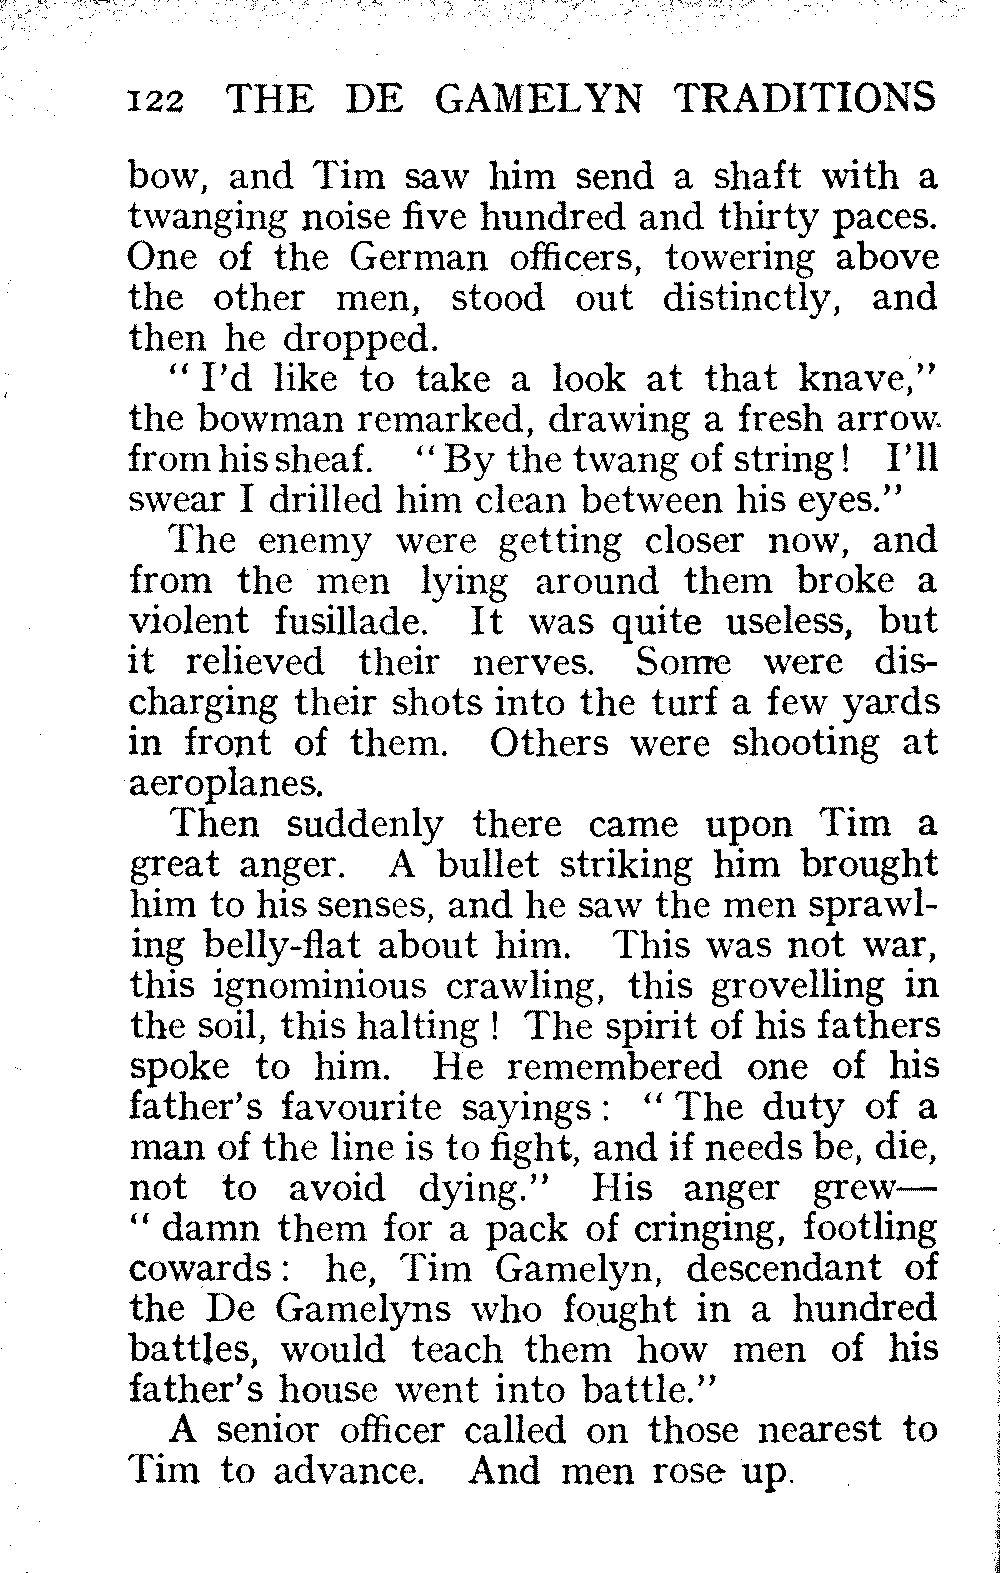 122 THE DE GAMELYN TRADITIONS
bow, and Tim saw him send a shaft with a
twanging noise five hundred and thirty paces.
One of the German officers, towering above
the other men, stood out distinctly, and
then he dropped.
“ I’d like to take a look at that knave,”
the bowman remarked, drawing a fresh arrow
from his sheaf. “ By the twang of string ! I’ll
swear I drilled him clean between his eyes.”
The enemy were getting closer now, and
from the men lying around them broke a
violent fusillade. It was quite useless, but
it relieved their nerves. Some were dis-
charging their shots into the turf a few yards
in front of them. Others were shooting at
aeroplanes.
Then suddenly there came upon Tim a
great anger. A bullet striking him brought
him to his senses, and he saw the men sprawl-
ing belly-flat about him. This was not war,
this ignominious crawling, this grovelling in
the soil, this halting ! The spirit of his fathers
spoke to him. He remembered one of his
father’s favourite sayings : “ The duty of a
man of the line is to fight, and if needs be, die,
not to avoid dying.” His anger grew—
“ damn them for a pack of cringing, footling
cowards : he, Tim Gamelyn, descendant of
the De Gamelyns who fought in a hundred
battles, would teach them how men of his
father’s house went into battle.”
A senior officer called on those nearest to
Tim to advance. And men rose up.